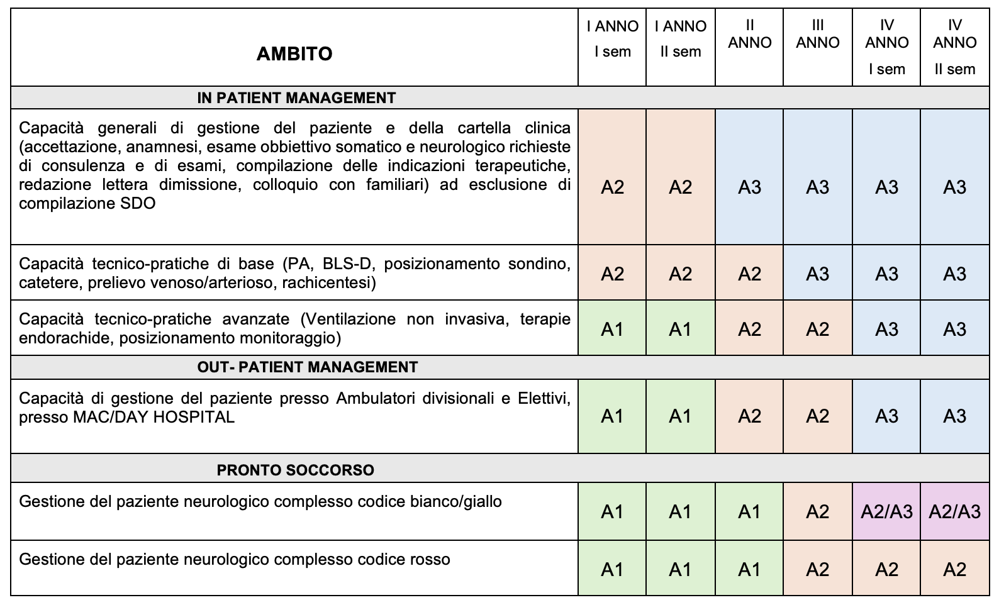 AMBITO
I ANNO
I sem
I ANNO
II sem
II
ANNO
III
ANNO
IV
ANNO
I sem
IV
ANNO
II sem
IN PATIENT MANAGEMENT
Capacità generali di gestione del paziente e della cartella clinica
(accettazione, anamnesi, esame obbiettivo somatico e neurologico richieste
di consulenza e di esami, compilazione delle indicazioni terapeutiche,
redazione lettera dimissione, colloquio con familiari) ad esclusione di
compilazione SDO
A2 A2 A3 A3 A3 A3
Capacità tecnico-pratiche di base (PA, BLS-D, posizionamento sondino,
catetere, prelievo venoso/arterioso, rachicentesi)
A2 A2 A2 A3 A3 A3
Capacità tecnico-pratiche avanzate (Ventilazione non invasiva, terapie
endorachide, posizionamento monitoraggio)
A1 A1 A2 A2 A3 A3
OUT- PATIENT MANAGEMENT
Capacità di gestione del paziente presso Ambulatori divisionali e Elettivi,
presso MAC/DAY HOSPITAL
A1 A1 A2 A2 A3 A3
PRONTO SOCCORSO
Gestione del paziente neurologico complesso codice bianco/giallo
A1 A1 A1 A2 A2/A3 A2/A3
Gestione del paziente neurologico complesso codice rosso
A1 A1 A1 A2 A2 A2